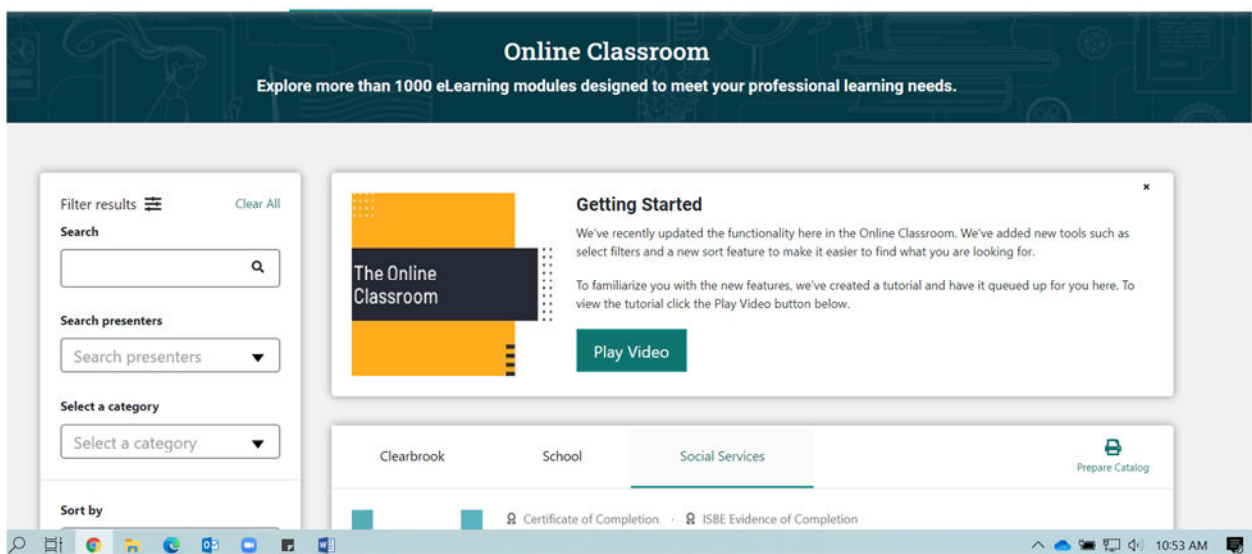 Online Classroom
Explore more than 1000 eLearning modules designed to meet your professional learning needs.
Filter results
Clear All
Search
Search presenters
Search presenters
Select a category
Select a category
Sort by
The Online
Classroom
Getting Started
We've recently updated the functionality here in the Online Classroom. We've added new tools such as
select filters and a new sort feature to make it easier to find what you are looking for.
To familiarize you with the new features, we've created a tutorial and have it queued up for you here. To
view the tutorial click the Play Video button below.
Play Video
Clearbrook
School
Social Services
Prepare Catalog
Certificate of Completion · ISBE Evidence of Completion
10:53 AM